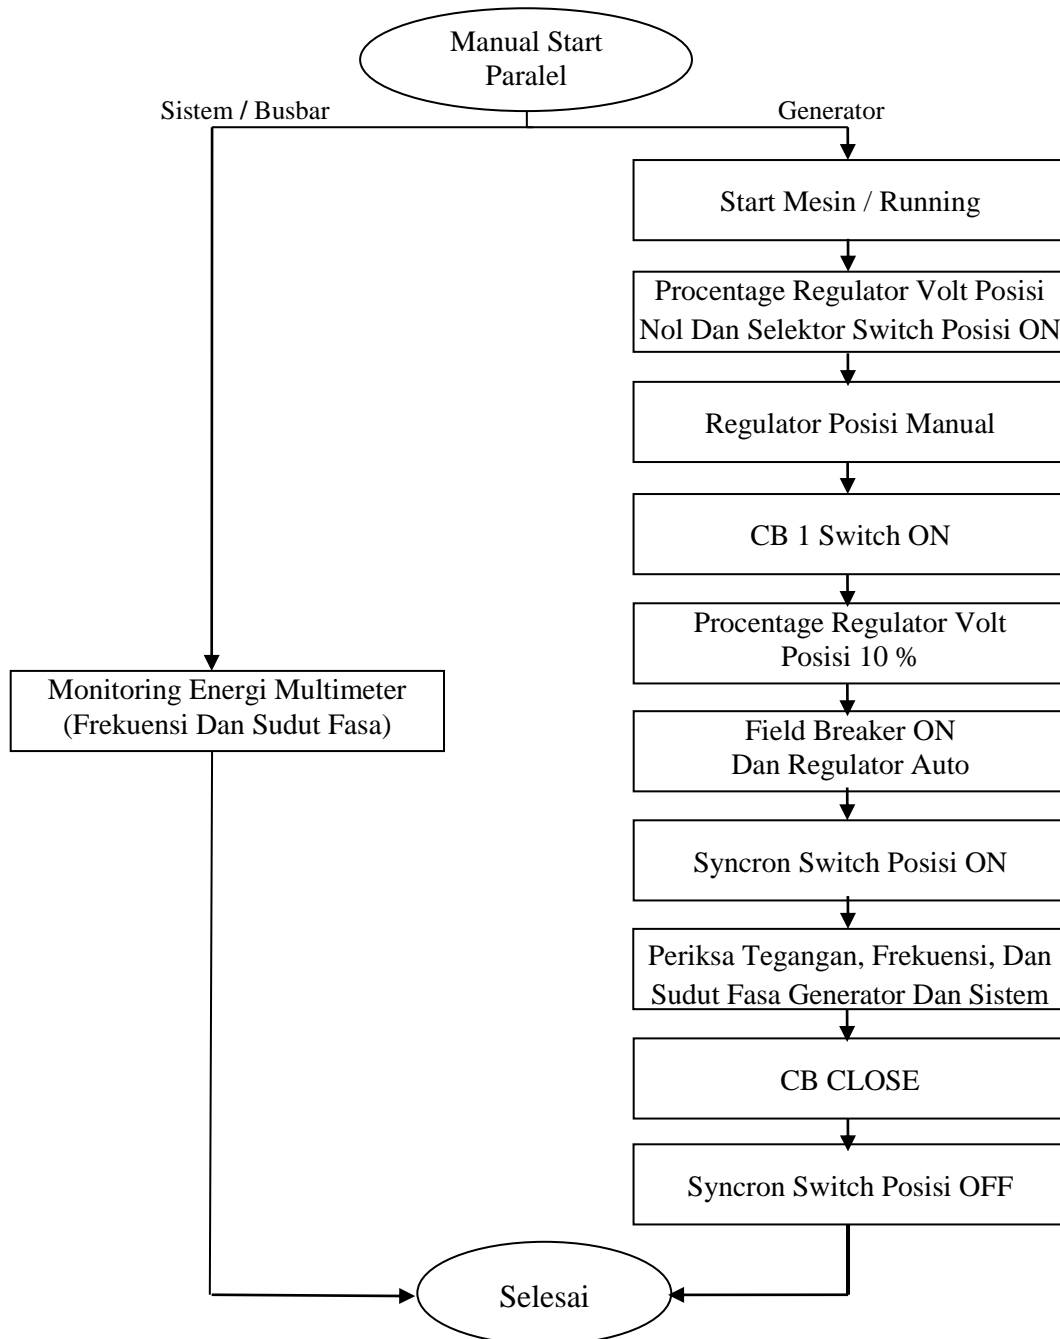 Manual Start
Paralel
Sistem / Busbar
Generator
Start Mesin / Running
Procentage Regulator Volt Posisi
Nol Dan Selektor Switch Posisi ON
Regulator Posisi Manual
CB 1 Switch ON
Procentage Regulator Volt
Posisi 10 %
Monitoring Energi Multimeter
(Frekuensi Dan Sudut Fasa)
Field Breaker ON
Dan Regulator Auto
Syncron Switch Posisi ON
Periksa Tegangan, Frekuensi, Dan
Sudut Fasa Generator Dan Sistem
CB CLOSE
Syncron Switch Posisi OFF
Selesai